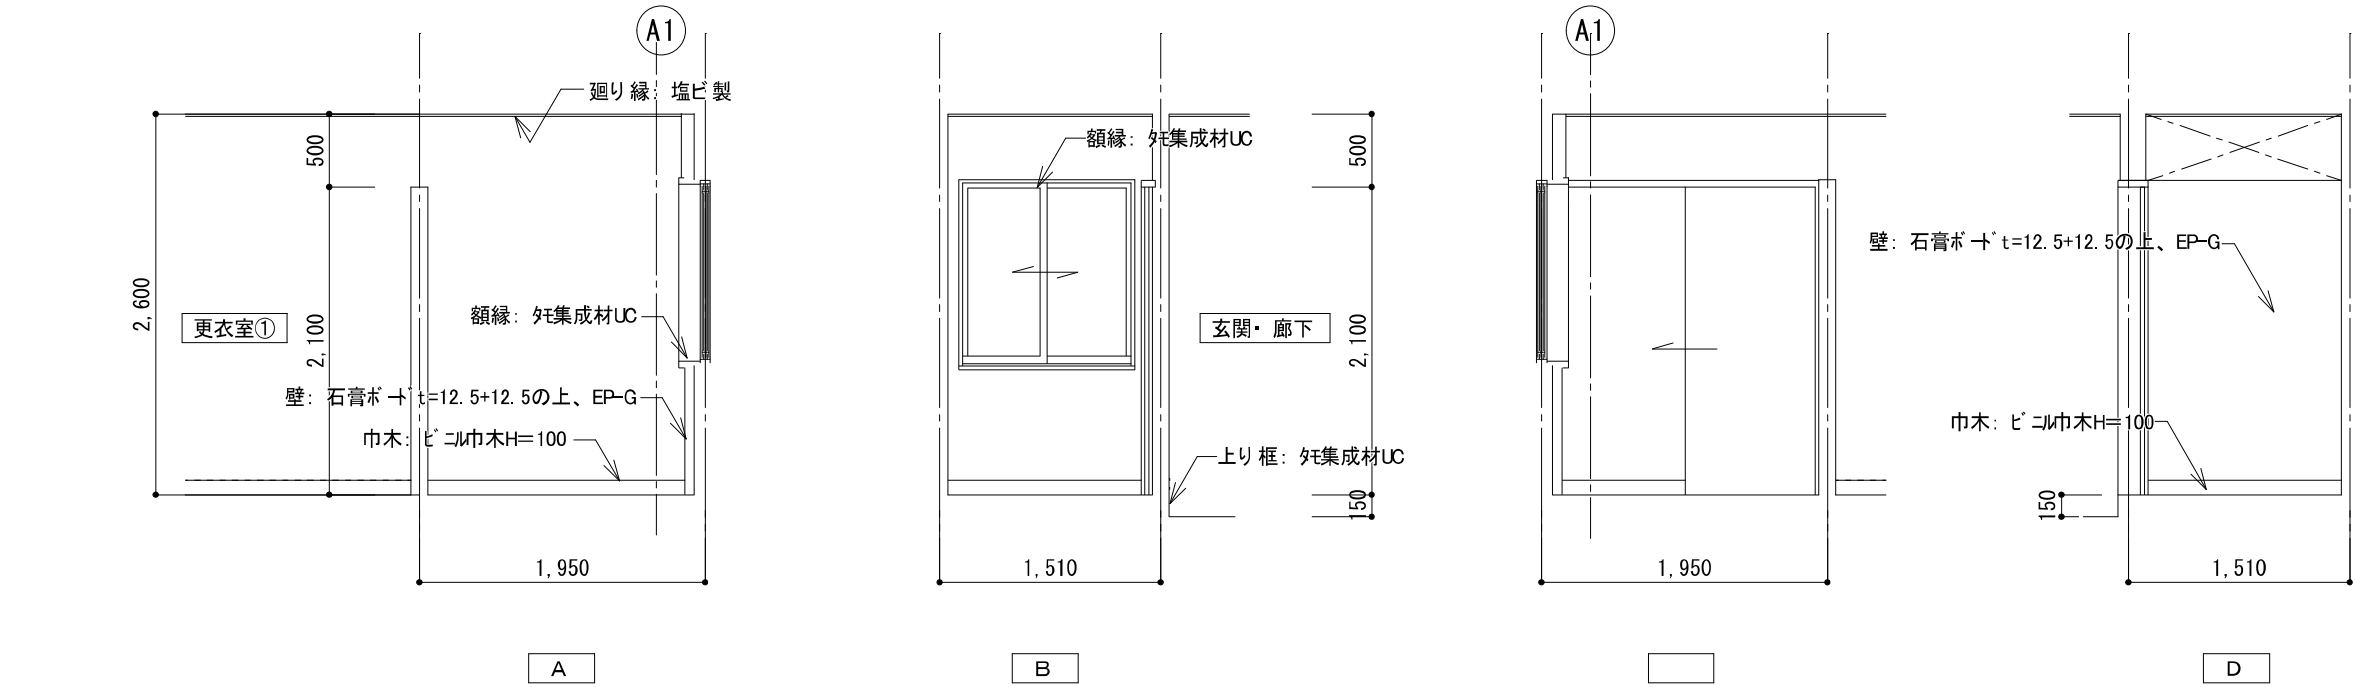 A1
A1
廻り縁: 塩ビ製
額縁: ﾀﾓ集成材UC
500
500
壁: 石膏ボードt=12.5+12.5の上、EP-G
2,600
更衣室①
2,100
額縁: ﾀﾓ集成材UC
玄関・廊下
2,100
壁: 石膏ボードt=12.5+12.5の上、EP-G
巾木: ビニル巾木H=100
巾木: ビニル巾木H=100
上り框: ﾀﾓ集成材UC
150
150
1,950
1,510
1,950
1,510
A
B
D